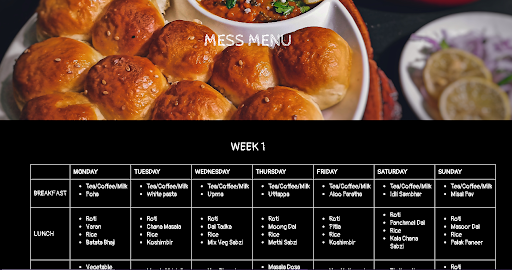 MESS MENU
WEEK 1
MONDAY TUESDAY WEDNESDAY THURSDAY FRIDAY SATURDAY SUNDAY
BREAKFAST
Tea/Coffee/Milk
Poha
Tea/Coffee/Milk
white pasta
Tea/Coffee/Milk
Upma
Tea/Coffee/Milk
Uttappa
Tea/Coffee/Milk
Aloo Paratha
Tea/Coffee/Milk
Idli Sambhar
Tea/Coffee/Milk
Misal Pav
LUNCH
Roti
Varan
Rice
Batata Bhaji
Roti
Chana Masala
Rice
Koshimbir
Roti
Dal Tadka
Rice
Mix Veg Sabzi
Roti
Moong Dal
Rice
Methi Sabzi
Roti
Pitla
Rice
Koshimbir
Roti
Panchmel Dal
Rice
Kala Chana
Sabzi
Roti
Masoor Dal
Rice
Palak Paneer
Vegetable
Masala Dosa